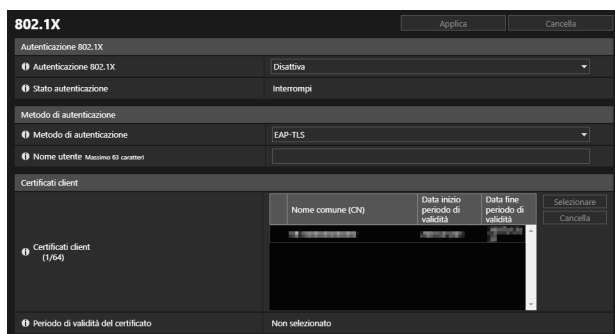 802.1X
Applica Cancella
Autenticazione 802.1X
Autenticazione 802.1X Disattiva
Stato autenticazione Interrompi
Metodo di autenticazione
Metodo di autenticazione EAP-TLS
Nome utente Massimo 63 caratteri
Certificati client
Nome comune (CN)
Data inizio
periodo di
validità
Data fine
periodo di
validità
Selezionare
Cancella
Certificati client
(1/64)
Periodo di validità del certificato Non selezionato